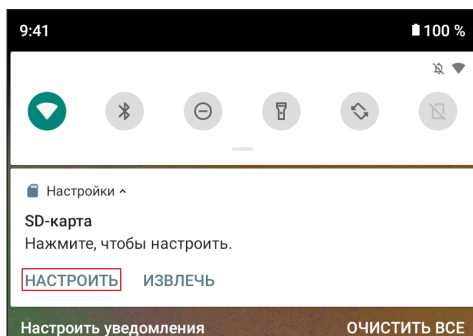 9:41 100 %
Настройки
SD-карта
Нажмите, чтобы настроить.
НАСТРОИТЬ ИЗВЛЕЧЬ
Настроить уведомления ОЧИСТИТЬ ВСЕ